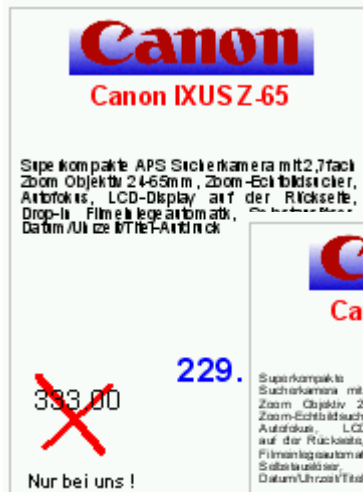 Canon
Canon IXUS Z-65
Superkompakte APS Sucherkamera mit 2,7fach
Zoom Objektiv 24-65mm, Zoom-Echtbildsucher,
Autofokus, LCD-Display auf der Rückseite,
Drop-In Filmeinlegeautomatik,
Datum/Uhrzeit/Titel-Aufdruck
229.
333,00
Nur bei uns !
C
Ca
Superkompakte
Sucherkamera mit
Zoom Objektiv 2
Zoom-Echtbildsuch
Autofokus, LCD
auf der Rückseite,
Filmeinlegeautomat
Selbstauslöser,
Datum/Uhrzeit/Titel